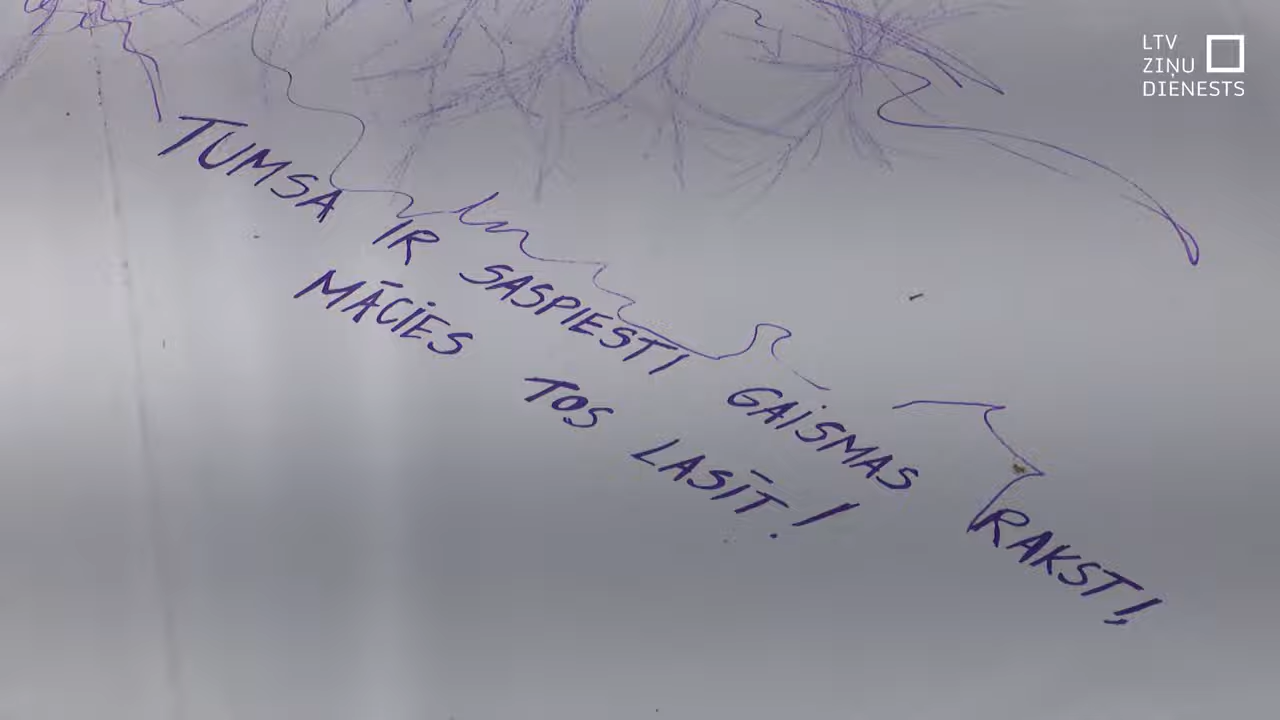 LTV
ZIŅU
DIENESTS
TUMSA IR SASPIESTI GAISMAS RAKSTI,
MĀCIES TOS LASĪT!